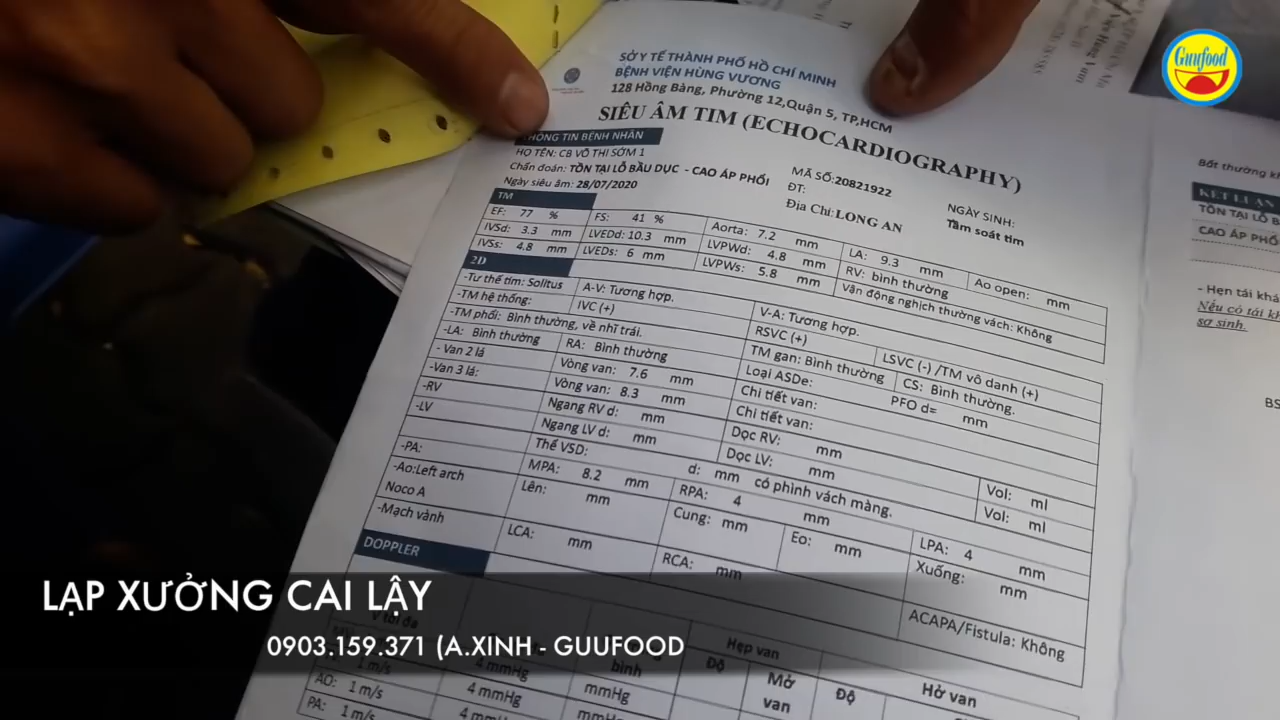 Guufood
SỞ Y TẾ THÀNH PHỐ HỒ CHÍ MINH
BỆNH VIỆN HÙNG VƯƠNG
128 Hồng Bàng, Phường 12,Quận 5, TP,HCM
SIÊU ÂM TIM (ECHOCARDIOGRAPHY)
THÔNG TIN BỆNH NHÂN
HỌ TÊN: CB VÕ THỊ SỚM 1
MÃ SỐ:20821922
NGÀY SINH:
Chẩn đoán: TỒN TẠI LỖ BẦU DỤC - CAO ÁP PHỔI
ĐT:
Tầm soát tim
Ngày siêu âm: 28/07/2020
Địa Chỉ:LONG AN
TM
EF: 77 % FS: 41 % Aorta: 7.2 mm LA: 9.3 mm Ao open: mm
IVSd: 3.3 mm LVEDd: 10.3 mm LVPWd: 4.8 mm RV: bình thường
IVSs: 4.8 mm LVEDs: 6 mm LVPWs: 5.8 mm Vận động nghịch thường vách: Không
2D
-Tư thế tim: Solitus A-V: Tương hợp. V-A: Tương hợp.
-TM hệ thống: IVC (+) RSVC (+) LSVC (-) /TM vô danh (+)
-TM phổi: Bình thường, về nhĩ trái. TM gan: Bình thường CS: Bình thường.
-LA: Bình thường RA: Bình thường Loại ASDe: PFO d= mm
- Van 2 lá Vòng van: 7.6 mm Chi tiết van:
-Van 3 lá: Vòng van: 8.3 mm Chi tiết van:
-RV Ngang RV d: mm Dọc RV: mm Vol: ml
-LV Ngang LV d: mm Dọc LV: mm Vol: ml
Thể VSD: d: mm có phình vách màng.
-PA: MPA: 8.2 mm RPA: 4 mm LPA: 4 mm
-Ao:Left arch Lên: mm Cung: mm Eo: mm Xuống: mm
Noco A
-Mạch vành LCA: mm RCA: mm ACAPA/Fistula: Không
DOPPLER
V tối đa bình Hẹp van Hở van
Độ Mở van Độ
1 m/s 4 mmHg mmHg
AO: 1 m/s 4 mmHg
PA: 1 m/s
Bất thường
KẾT LUẬN
TỒN TẠI LỖ B
CAO ÁP PHỔ
- Hẹn tái khá
Nếu có tái k
sơ sinh.
BS
LẠP XƯỞNG CAI LẬY
0903.159.371 (A.XINH - GUUFOOD